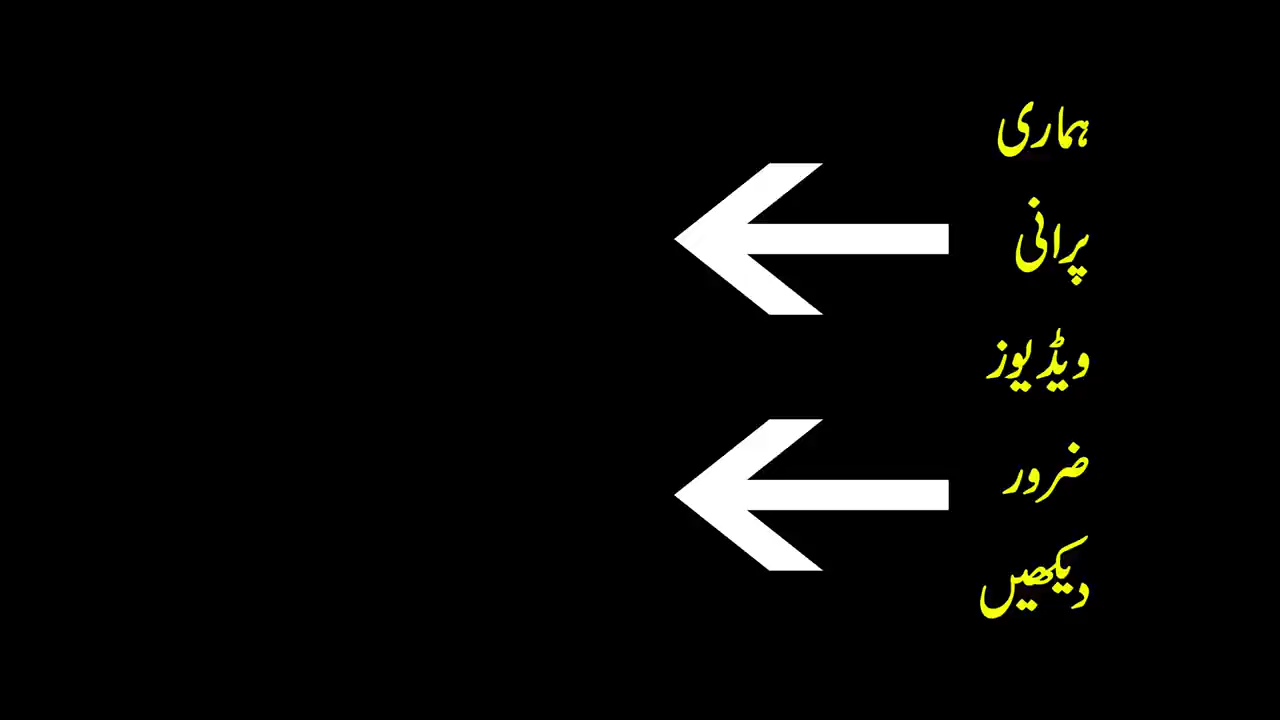 ہماری
پرانی
ویڈیوز
ضرور
دیکھیں